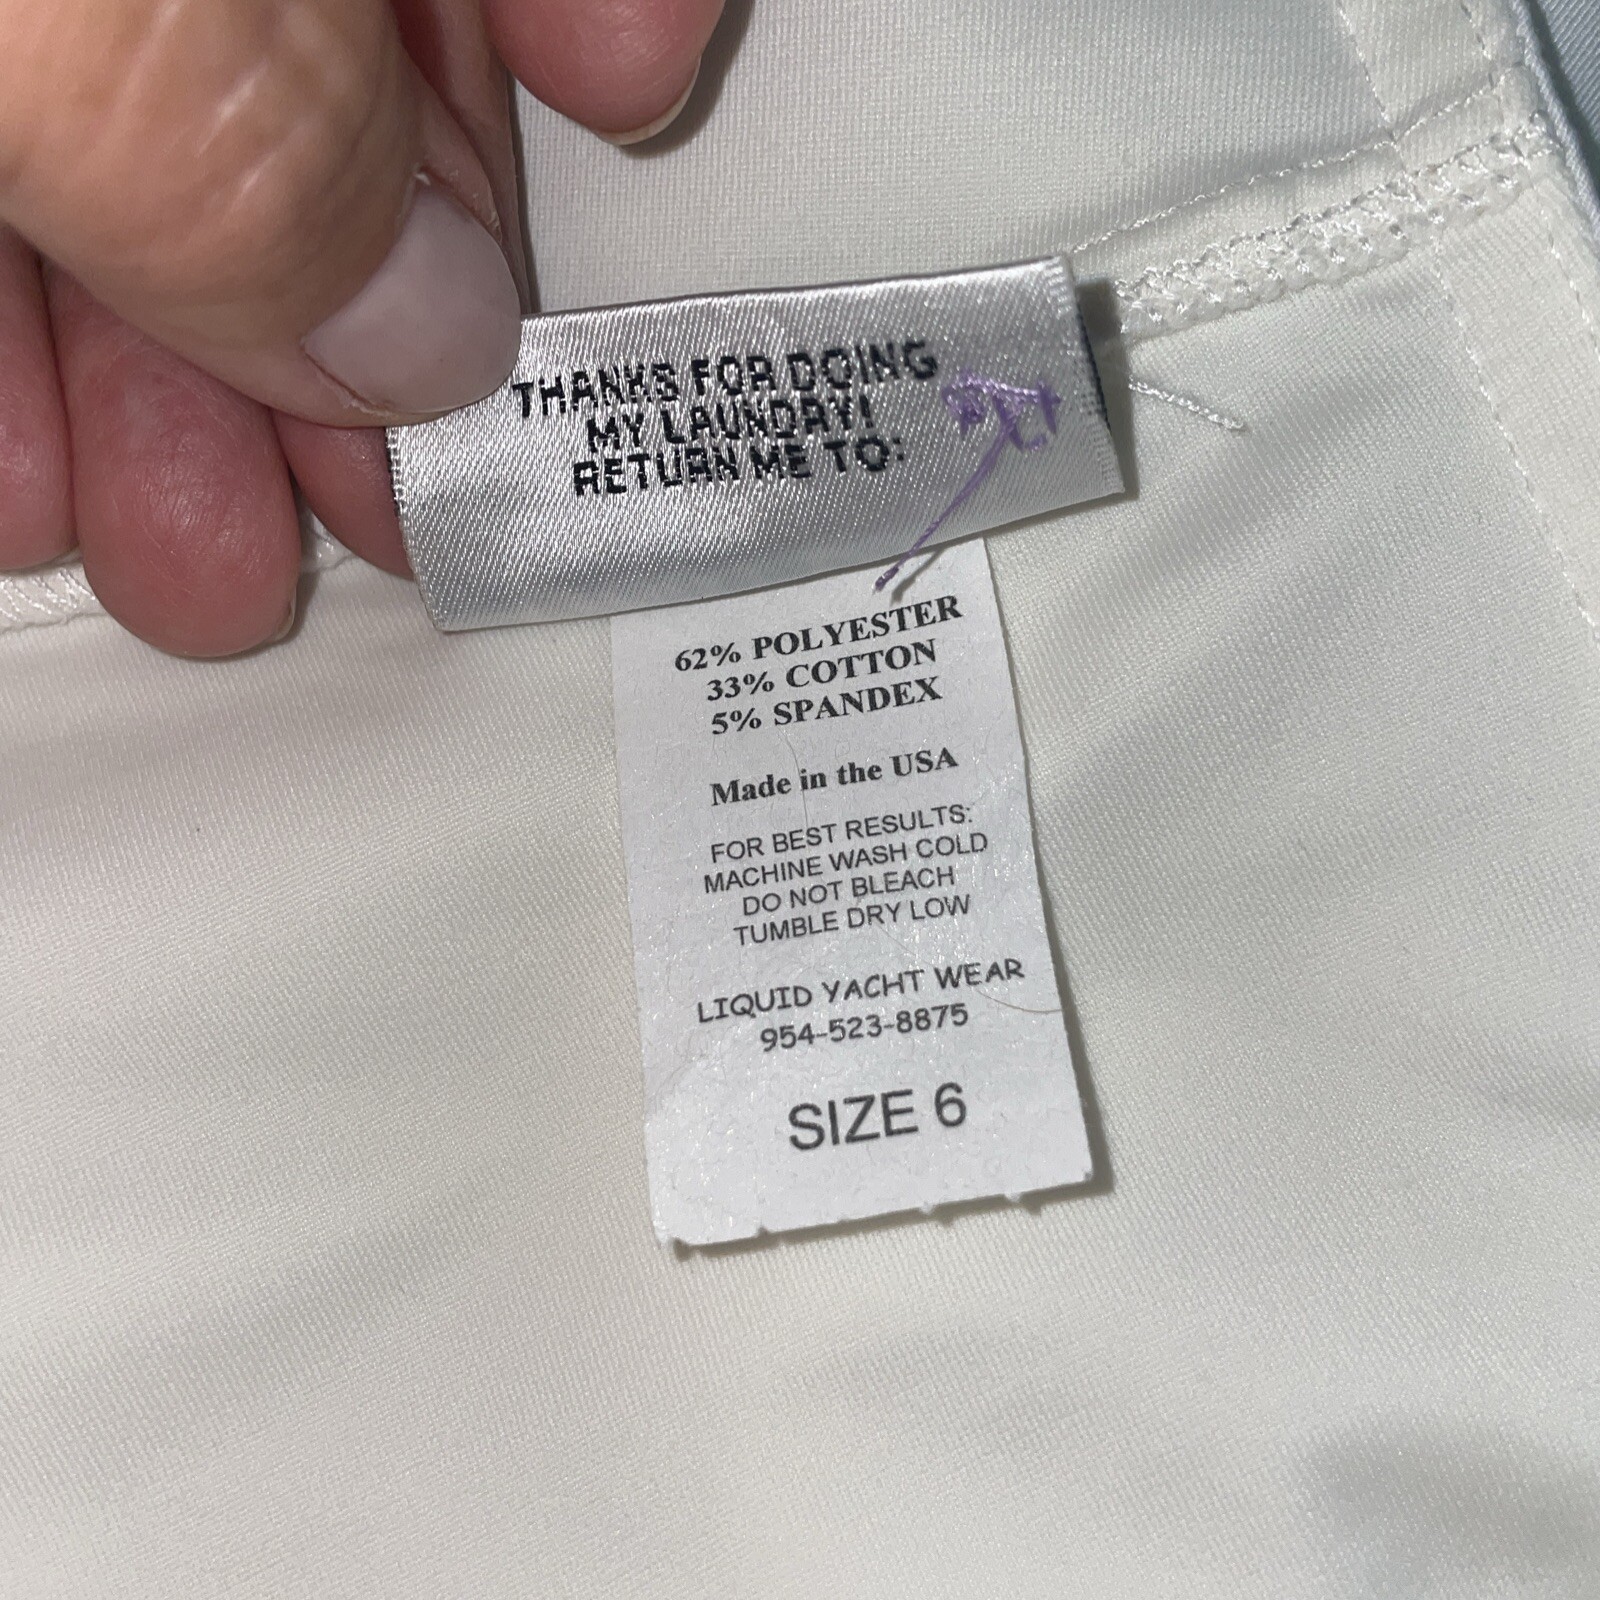 THANKS FOR DOING
MY LAUNDRY!
RETURN ME TO:
62% POLYESTER
33% COTTON
5% SPANDEX
Made in the USA
FOR BEST RESULTS:
MACHINE WASH COLD
DO NOT BLEACH
TUMBLE DRY LOW
LIQUID YACHT WEAR
954-523-8875
SIZE 6